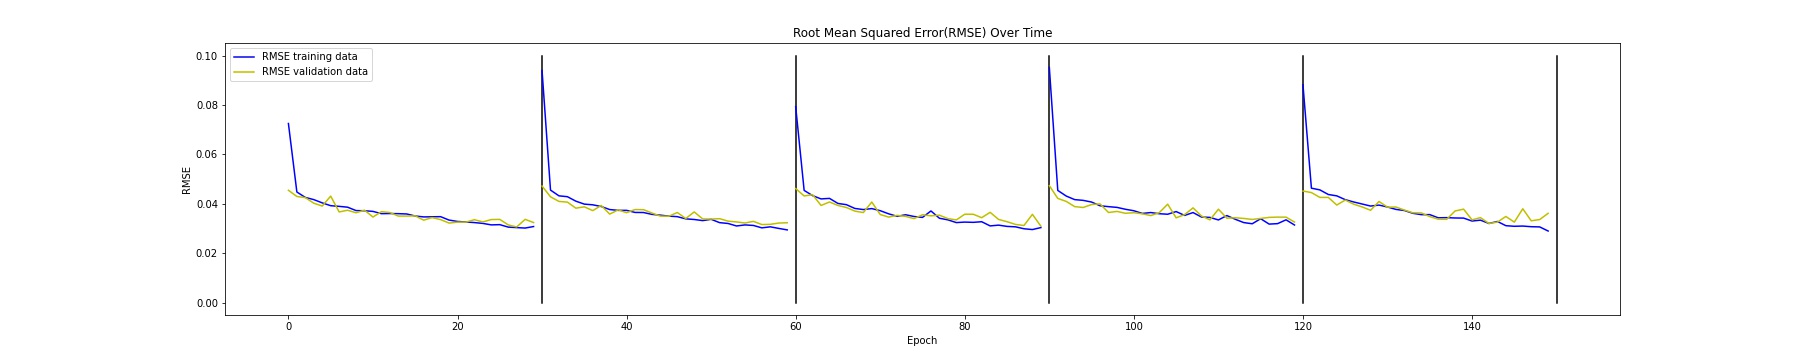 Root Mean Squared Error(RMSE) Over Time
RMSE training data
RMSE validation data
0.10
0.08
0.06
0.04
0.02
0.00
RMSE
0 20 40 60 80 100 120 140
Epoch